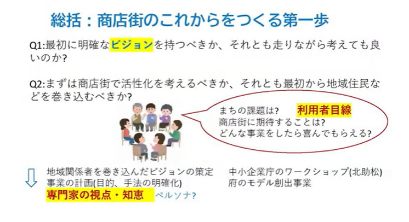 総括：商店街のこれからをつくる第一歩
Q1:最初に明確なビジョンを持つべきか、それとも走りながら考えても良
いのか?
Q2:まずは商店街で活性化を考えるべきか、それとも最初から地域住民な
どを巻き込むべきか?
まちの課題は? 利用者目線
商店街に期待することは?
どんな事業をしたら喜んでもらえる?
地域関係者を巻き込んだビジョンの策定
事業の計画(目的、手法の明確化)
専門家の視点・知恵 ペルソナ?
中小企業庁のワークショップ(北助松)
府のモデル創出事業